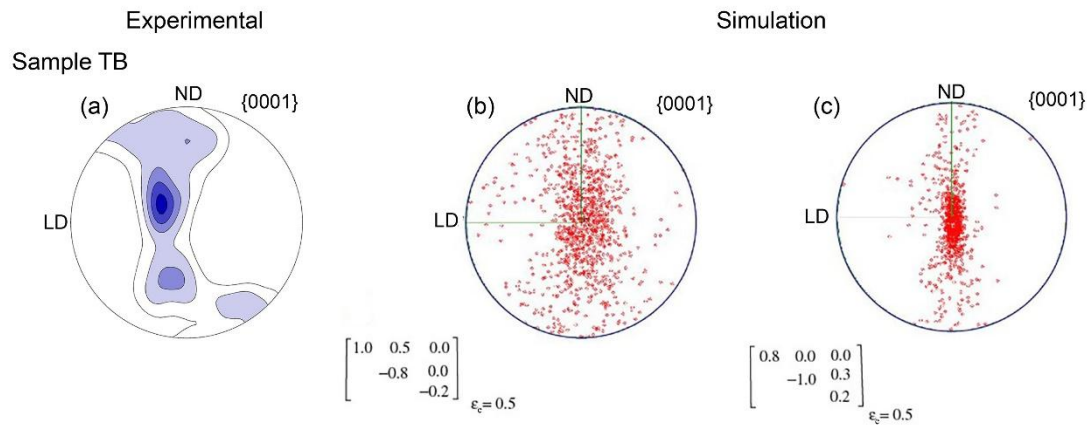 Experimental
Simulation
Sample TB
(a)
ND
{0001}
LD
(b)
ND
{0001}
LD
(c)
ND
{0001}
LD
1.0 0.5 0.0
−0.8 0.0
−0.2
εc= 0.5
0.8 0.0 0.0
−1.0 0.3
0.2
εc= 0.5